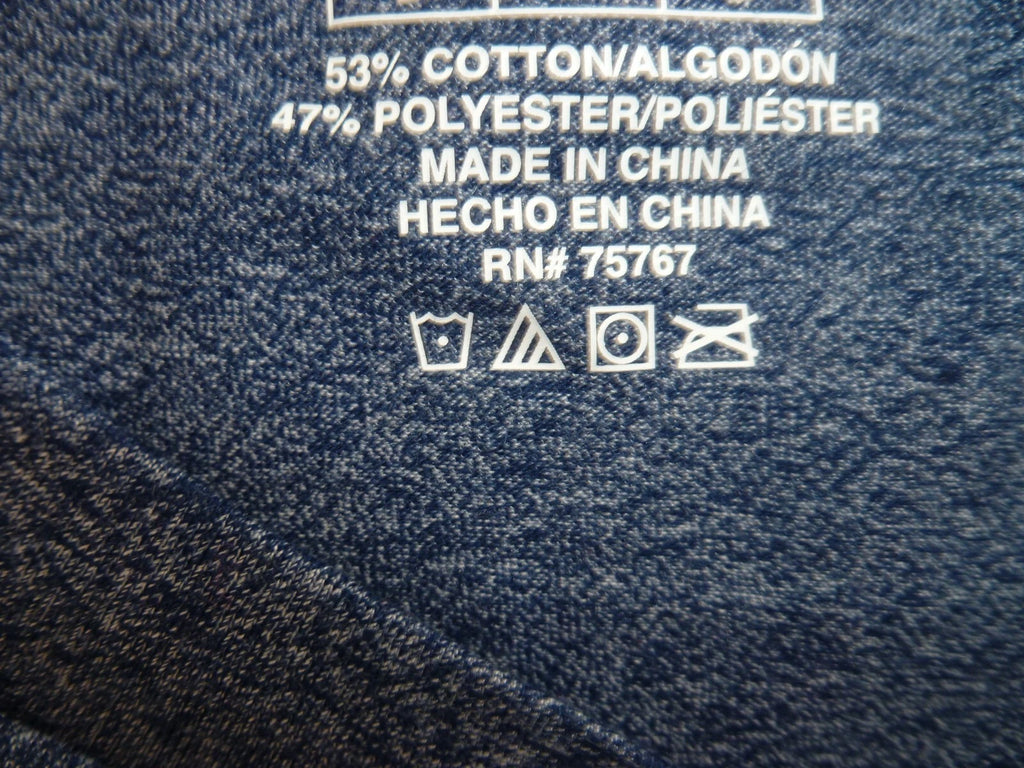 53% COTTON/ALGODÓN
47% POLYESTER/POLIÉSTER
MADE IN CHINA
HECHO EN CHINA
RN# 75767